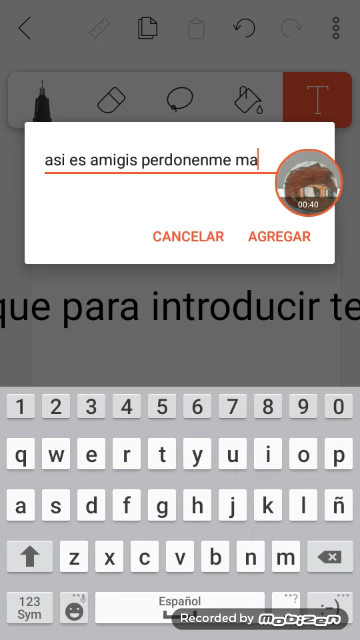 T
asi es amigis perdonenme ma
00:40
CANCELAR AGREGAR
que para introducir te
1 2 3 4 5 6 7 8 9 0
q w e r t y u i o p
a s d f g h j k l ñ
z x c v b n m
123 Sym
Español
?
:-)
Recorded by mobizen